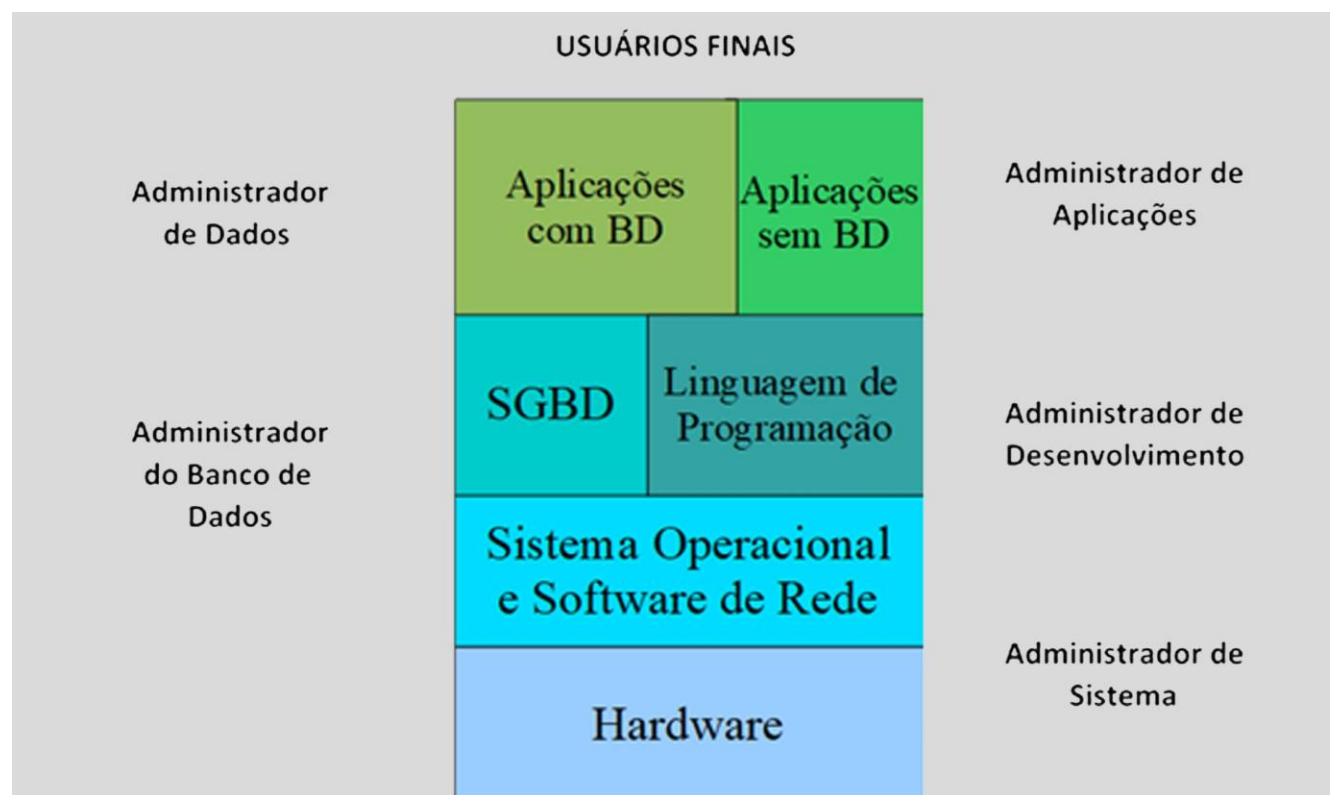 USUÁRIOS FINAIS
Administrador
de Dados
Aplicações
com BD
Aplicações
sem BD
Administrador de
Aplicações
Administrador
do Banco de
Dados
SGBD
Linguagem de
Programação
Administrador de
Desenvolvimento
Sistema Operacional
e Software de Rede
Hardware
Administrador de
Sistema